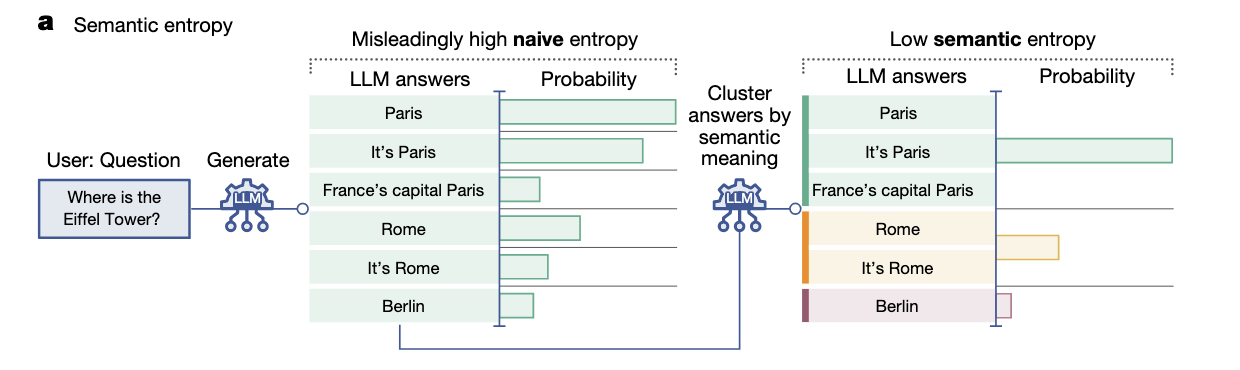 a Semantic entropy
Misleadingly high naive entropy
LLM answers
Probability
User: Question
Where is the
Eiffel Tower?
Generate
LLM
Paris
It's Paris
France's capital Paris
Rome
It's Rome
Berlin
Cluster
answers by
semantic
meaning
LLM
Low semantic entropy
LLM answers
Probability
Paris
It's Paris
France's capital Paris
Rome
It's Rome
Berlin